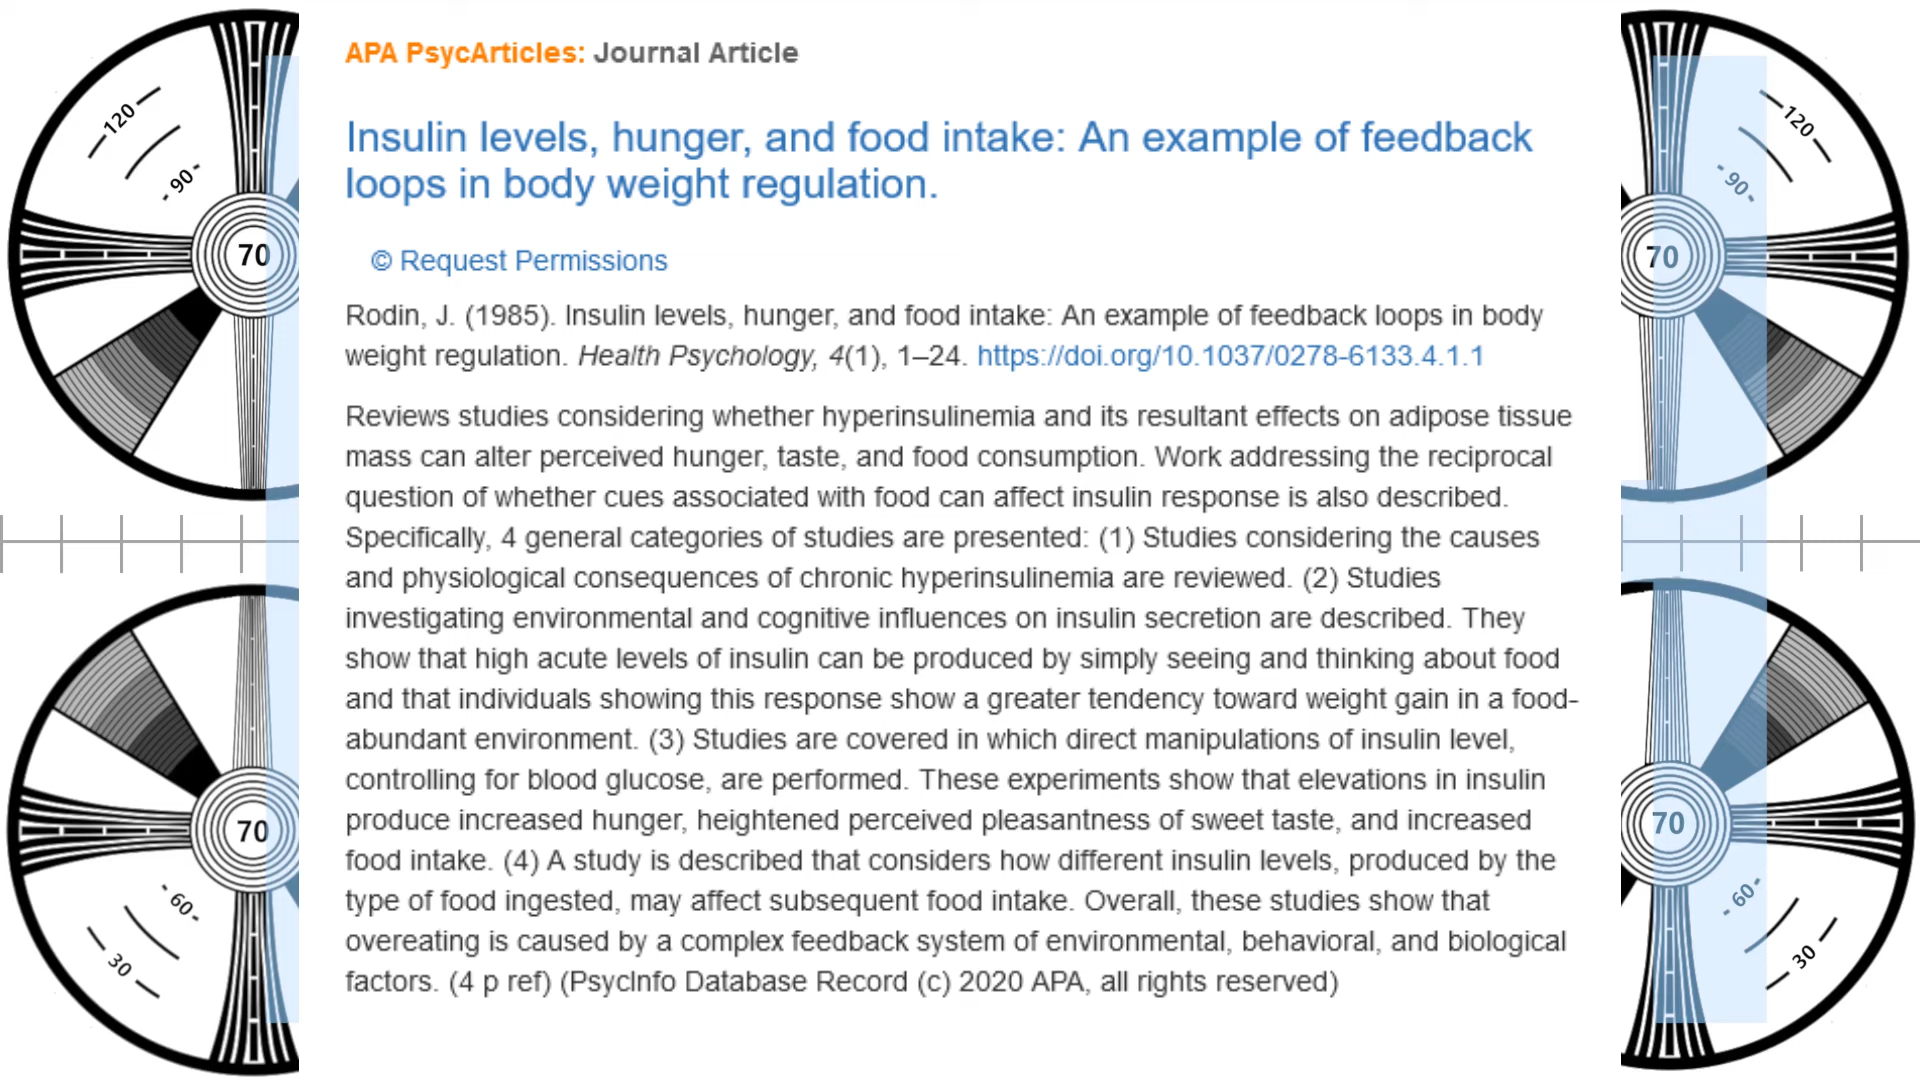 APA PsycArticles: Journal Article
Insulin levels, hunger, and food intake: An example of feedback
loops in body weight regulation.
© Request Permissions
Rodin, J. (1985). Insulin levels, hunger, and food intake: An example of feedback loops in body
weight regulation. Health Psychology, 4(1), 1–24. https://doi.org/10.1037/0278-6133.4.1.1
Reviews studies considering whether hyperinsulinemia and its resultant effects on adipose tissue
mass can alter perceived hunger, taste, and food consumption. Work addressing the reciprocal
question of whether cues associated with food can affect insulin response is also described.
Specifically, 4 general categories of studies are presented: (1) Studies considering the causes
and physiological consequences of chronic hyperinsulinemia are reviewed. (2) Studies
investigating environmental and cognitive influences on insulin secretion are described. They
show that high acute levels of insulin can be produced by simply seeing and thinking about food
and that individuals showing this response show a greater tendency toward weight gain in a food-
abundant environment. (3) Studies are covered in which direct manipulations of insulin level,
controlling for blood glucose, are performed. These experiments show that elevations in insulin
produce increased hunger, heightened perceived pleasantness of sweet taste, and increased
food intake. (4) A study is described that considers how different insulin levels, produced by the
type of food ingested, may affect subsequent food intake. Overall, these studies show that
overeating is caused by a complex feedback system of environmental, behavioral, and biological
factors. (4 p ref) (PsycInfo Database Record (c) 2020 APA, all rights reserved)
120
90
70
70
60
30
120
90
70
70
60
30